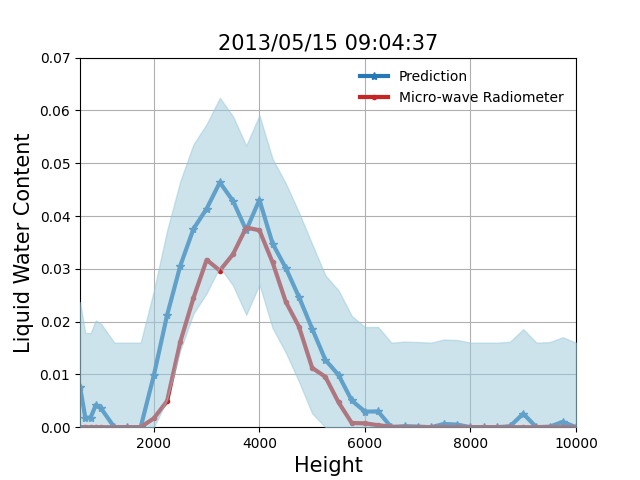 2013/05/15 09:04:37
Prediction
Micro-wave Radiometer
Liquid Water Content
0.07
0.06
0.05
0.04
0.03
0.02
0.01
0.00
2000 4000 6000 8000 10000
Height